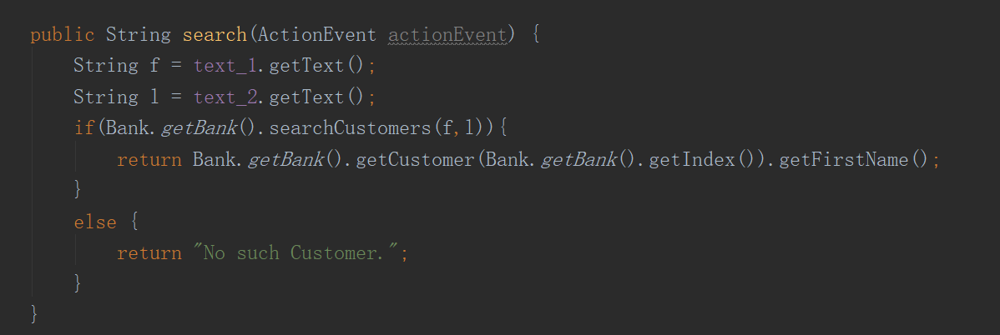 public String search(ActionEvent actionEvent) {
String f = text_1.getText();
String l = text_2.getText();
if(Bank.getBank().searchCustomers(f,l)){
return Bank.getBank().getCustomer(Bank.getBank().getIndex()).getFirstName();
}
else {
return "No such Customer.";
}
}